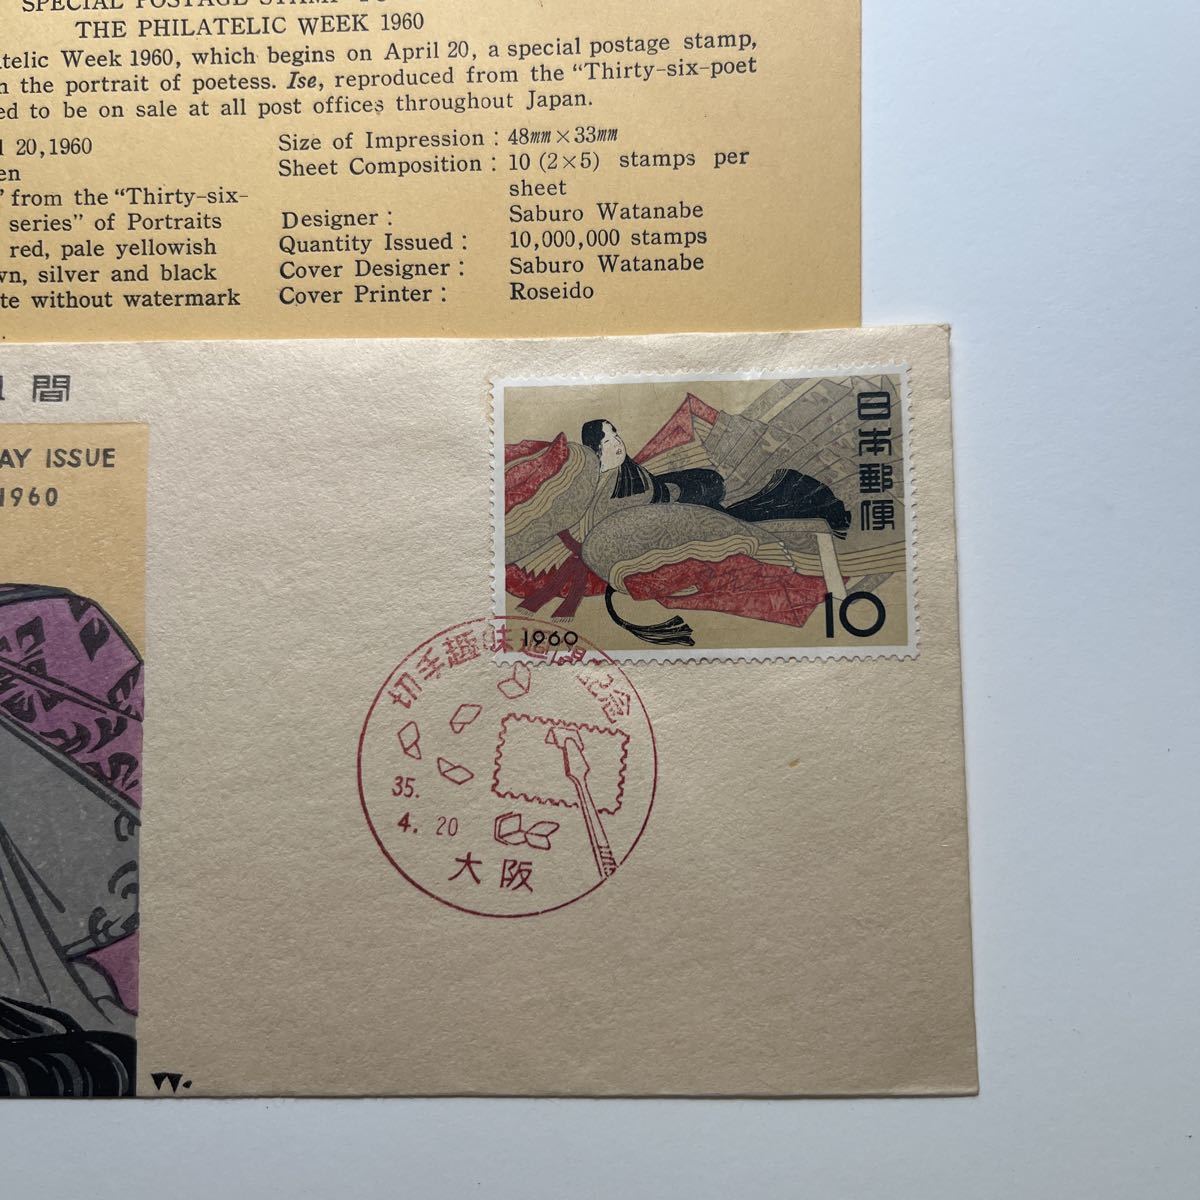 SPECIAL POSTAGE STAMP TO
THE PHILATELIC WEEK 1960
atelic Week 1960, which begins on April 20, a special postage stamp,
n the portrait of poetess. Ise, reproduced from the “Thirty-six-poet
ed to be on sale at all post offices throughout Japan.
l 20,1960
en
” from the “Thirty-six-
series” of Portraits
red, pale yellowish
wn, silver and black
te without watermark
Size of Impression : 48㎜×33㎜
Sheet Composition : 10 (2×5) stamps per
sheet
Designer : Saburo Watanabe
Quantity Issued : 10,000,000 stamps
Cover Designer : Saburo Watanabe
Cover Printer : Roseido
間
AY ISSUE
1960
日本郵便
10
1960
切手趣味週間記念
35.
4. 20
大阪
W.